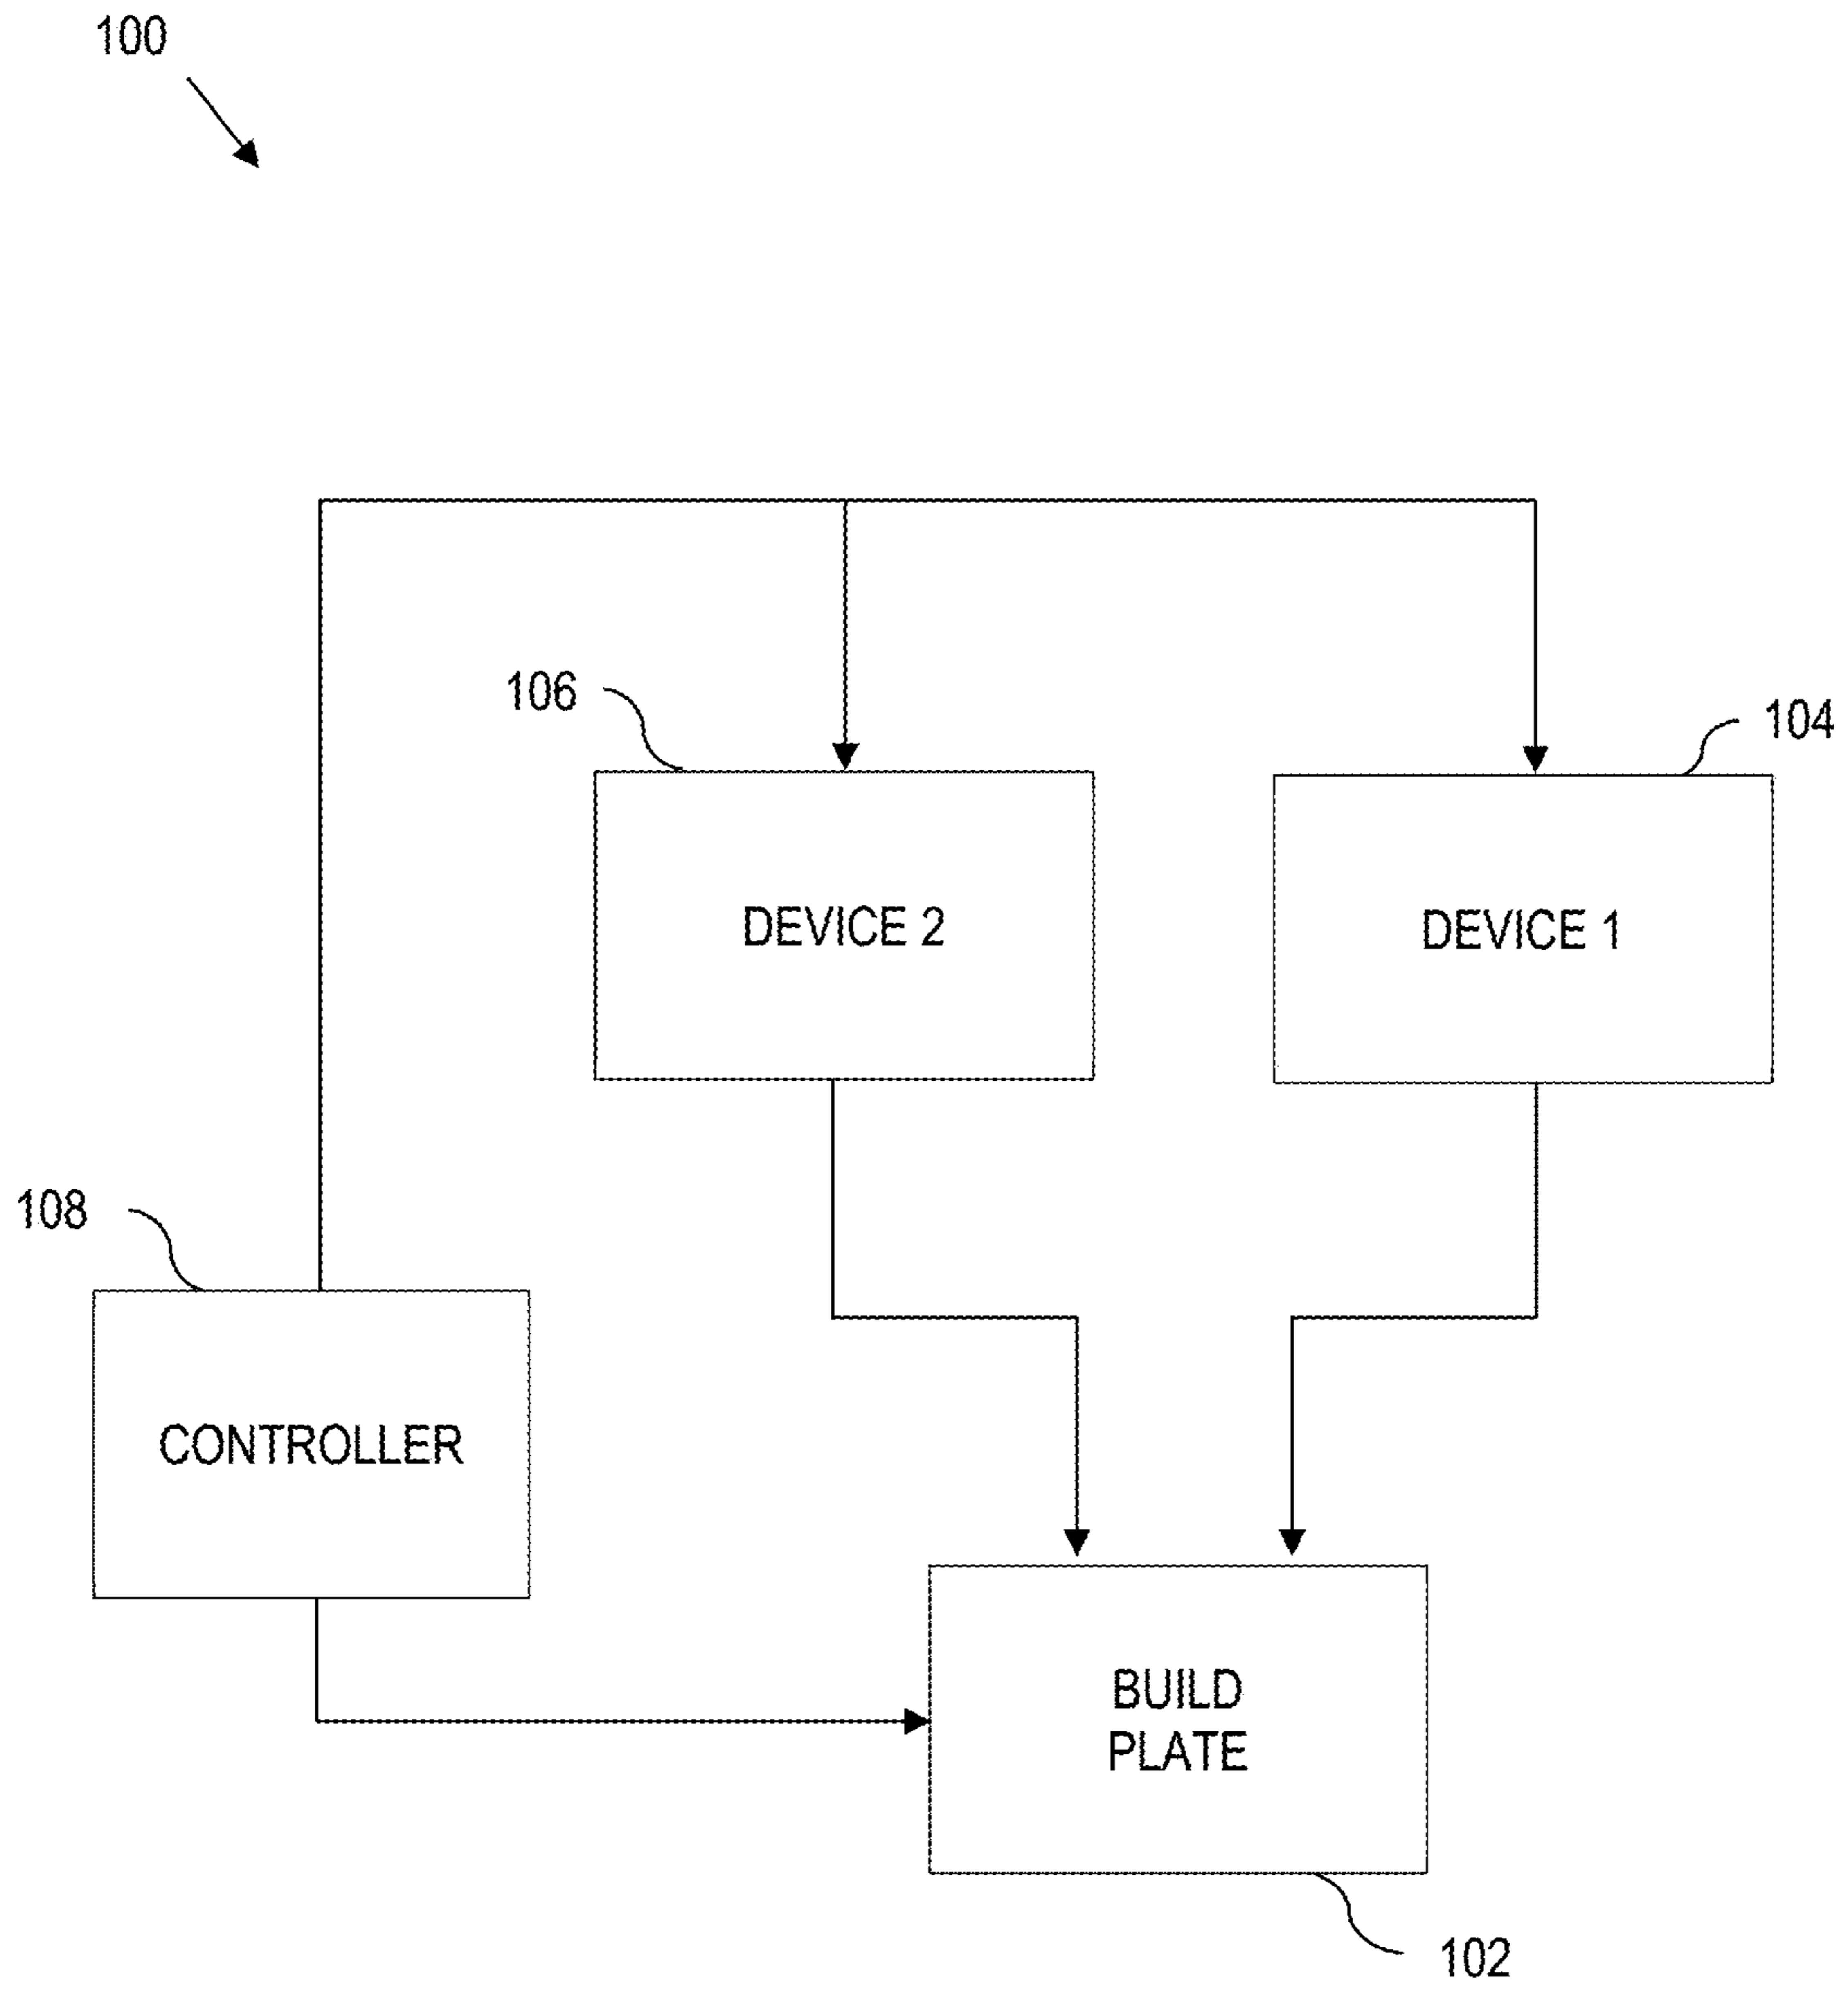 100
106
104
DEVICE 2
DEVICE 1
108
CONTROLLER
BUILD
PLATE
102